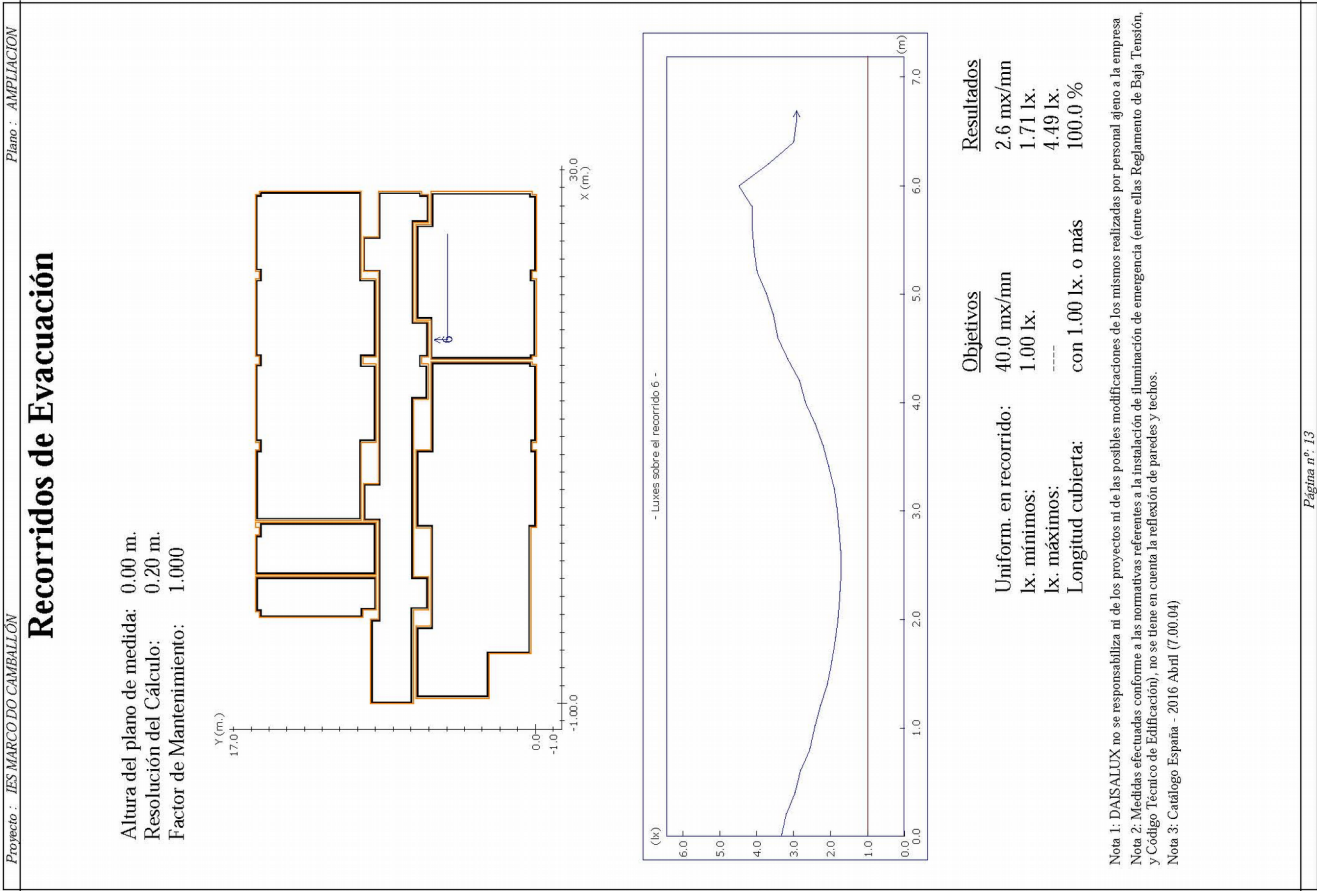 Proyecto : IES MARCO DO CAMBALLÓN
Plano : AMPLIACION
Recorridos de Evacuación
Altura del plano de medida: 0.00 m.
Resolución del Cálculo: 0.20 m.
Factor de Mantenimiento: 1.000
Y (m.)
17.0
6
0.0
-1.0
-1.00.0
30.0
X (m.)
- Luxes sobre el recorrido 6 -
(lx)
6.0
5.0
4.0
3.0
2.0
1.0
0.0
0.0 1.0 2.0 3.0 4.0 5.0 6.0 7.0
(m)
Objetivos Resultados
Uniform. en recorrido: 40.0 mx/mn 2.6 mx/mn
lx. mínimos: 1.00 lx. 1.71 lx.
lx. máximos: ---- 4.49 lx.
Longitud cubierta: con 1.00 lx. o más 100.0 %
Nota 1: DAISALUX no se responsabiliza ni de los proyectos ni de las posibles modificaciones de los mismos realizadas por personal ajeno a la empresa
Nota 2: Medidas efectuadas conforme a las normativas referentes a la instalación de iluminación de emergencia (entre ellas Reglamento de Baja Tensión,
y Código Técnico de Edificación), no se tiene en cuenta la reflexión de paredes y techos.
Nota 3: Catálogo España - 2016 Abril (7.00.04)
Página nº: 13